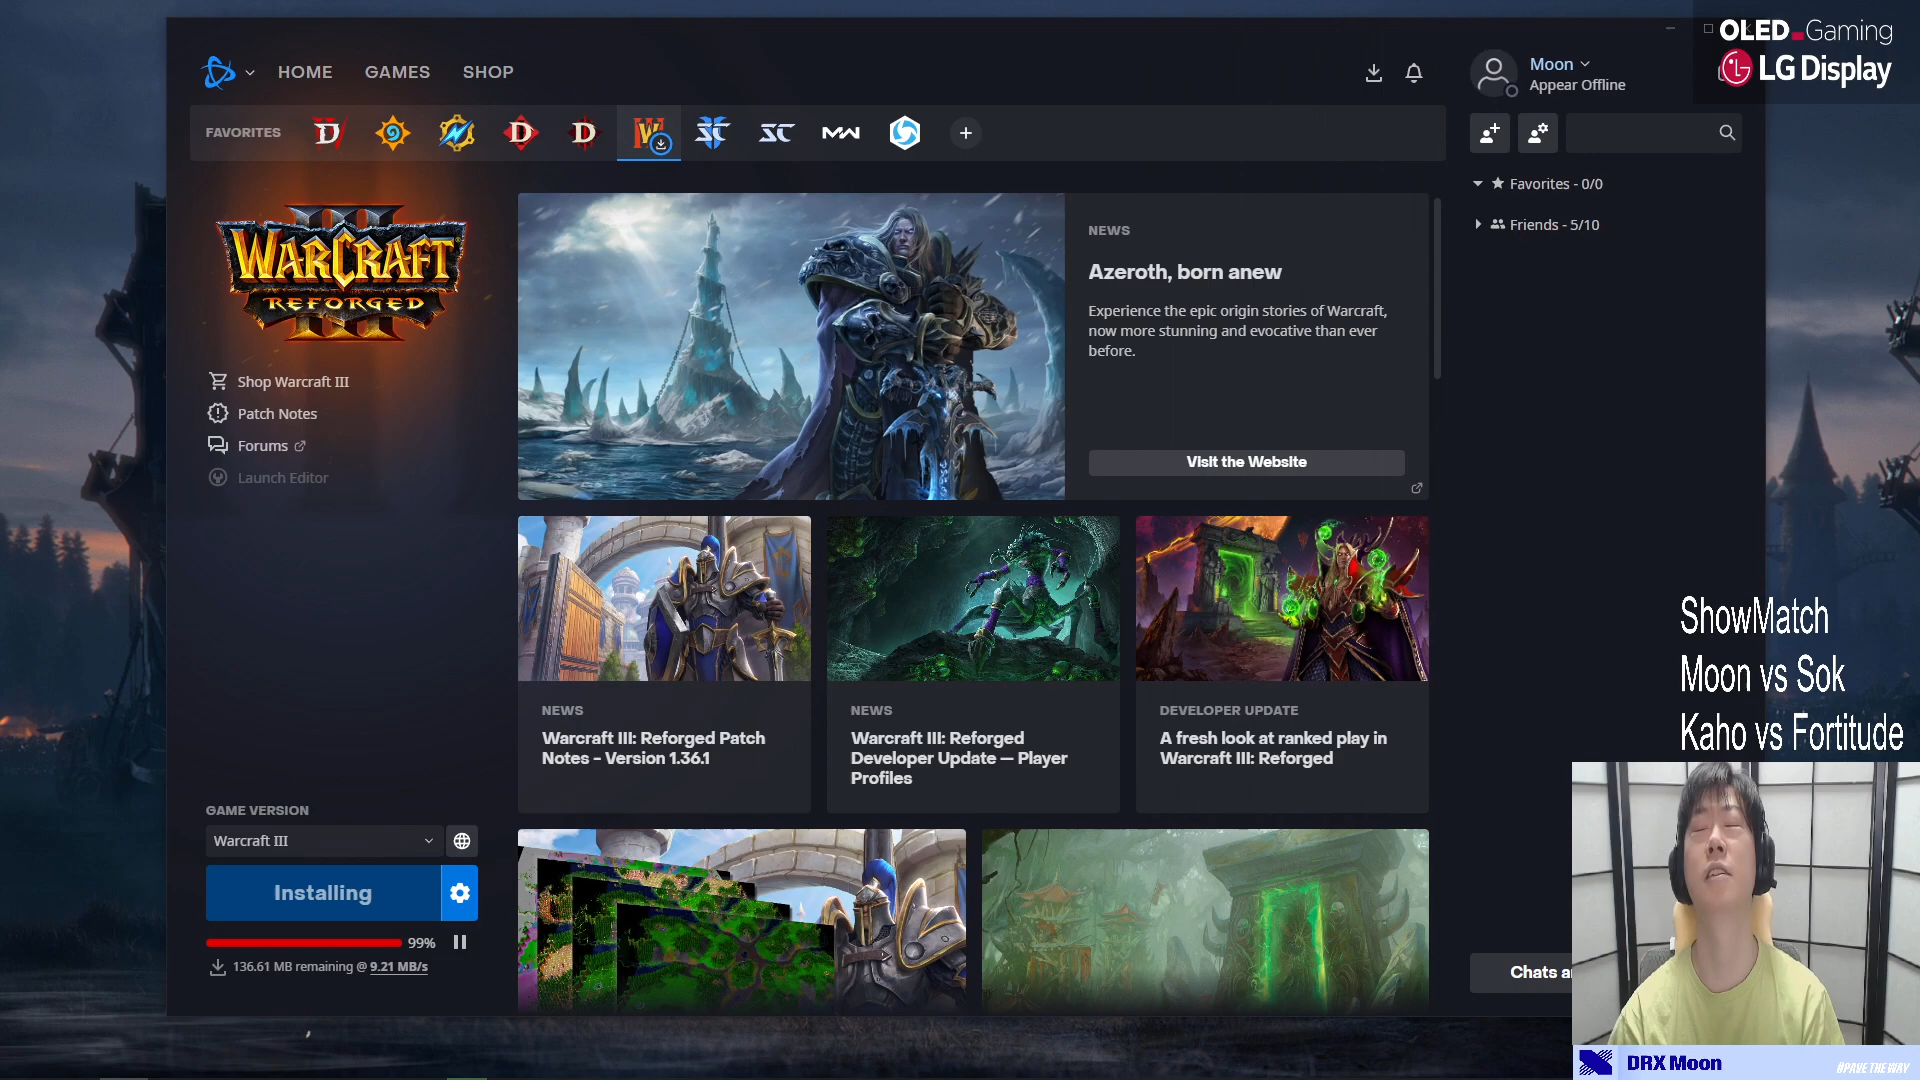 OLED Gaming
LG Display
HOME
GAMES
SHOP
Moon
Appear Offline
FAVORITES
Favorites - 0/0
Friends - 5/10
WARCRAFT
III
REFORGED
Shop Warcraft III
Patch Notes
Forums
Launch Editor
NEWS
Azeroth, born anew
Experience the epic origin stories of Warcraft,
now more stunning and evocative than ever
before.
Visit the Website
NEWS
Warcraft III: Reforged Patch
Notes - Version 1.36.1
NEWS
Warcraft III: Reforged
Developer Update — Player
Profiles
DEVELOPER UPDATE
A fresh look at ranked play in
Warcraft III: Reforged
ShowMatch
Moon vs Sok
Kaho vs Fortitude
GAME VERSION
Warcraft III
Installing
99%
136.61 MB remaining @ 9.21 MB/s
Chats a
DRX Moon
#PAVE THE WAY